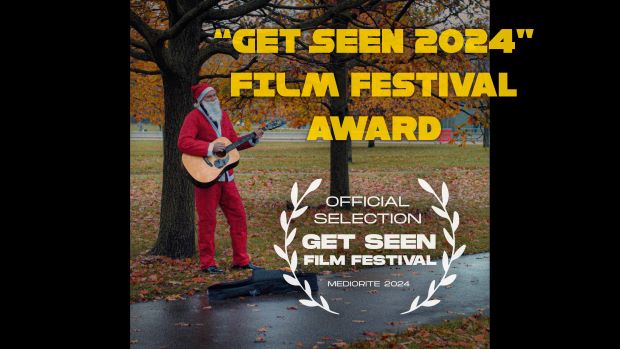 “GET SEEN 2024"
FILM FESTIVAL
AWARD
OFFICIAL
SELECTION
GET SEEN
FILM FESTIVAL
MEDIORITE 2024